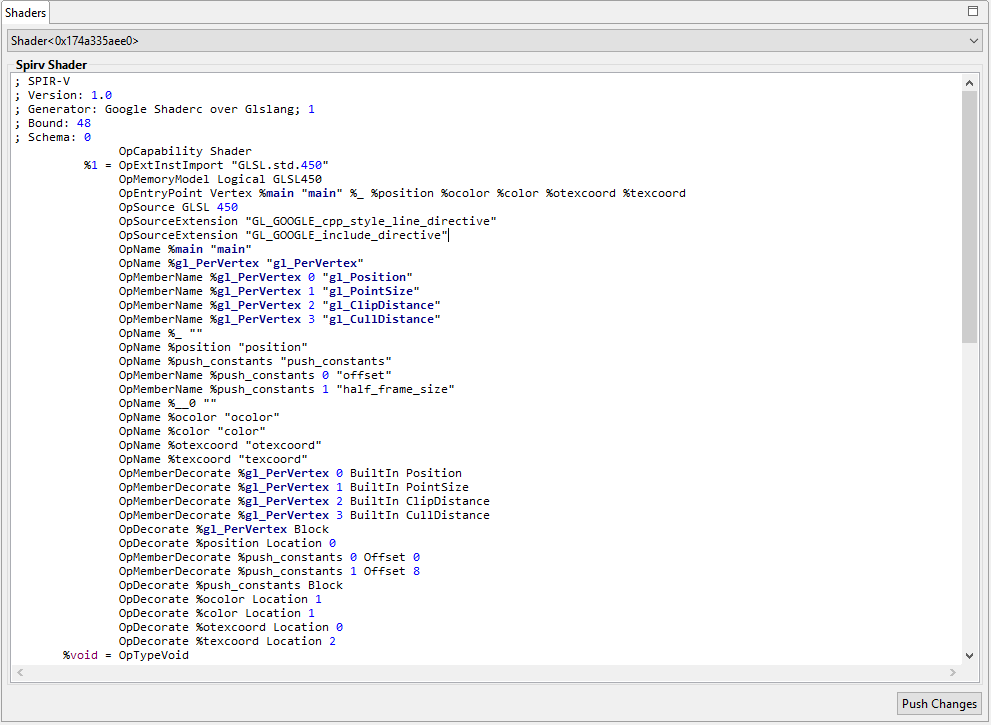 Shaders
Shader<0x174a335aee0>
Spirv Shader
; SPIR-V
; Version: 1.0
; Generator: Google Shaderc over Glslang; 1
; Bound: 48
; Schema: 0
OpCapability Shader
%1 = OpExtInstImport "GLSL.std.450"
OpMemoryModel Logical GLSL450
OpEntryPoint Vertex %main "main" %_ %position %ocolor %color %otexcoord %texcoord
OpSource GLSL 450
OpSourceExtension "GL_GOOGLE_cpp_style_line_directive"
OpSourceExtension "GL_GOOGLE_include_directive"
OpName %main "main"
OpName %gl_PerVertex "gl_PerVertex"
OpMemberName %gl_PerVertex 0 "gl_Position"
OpMemberName %gl_PerVertex 1 "gl_PointSize"
OpMemberName %gl_PerVertex 2 "gl_ClipDistance"
OpMemberName %gl_PerVertex 3 "gl_CullDistance"
OpName %_ ""
OpName %position "position"
OpName %push_constants "push_constants"
OpMemberName %push_constants 0 "offset"
OpMemberName %push_constants 1 "half_frame_size"
OpName %__0 ""
OpName %ocolor "ocolor"
OpName %color "color"
OpName %otexcoord "otexcoord"
OpName %texcoord "texcoord"
OpMemberDecorate %gl_PerVertex 0 BuiltIn Position
OpMemberDecorate %gl_PerVertex 1 BuiltIn PointSize
OpMemberDecorate %gl_PerVertex 2 BuiltIn ClipDistance
OpMemberDecorate %gl_PerVertex 3 BuiltIn CullDistance
OpDecorate %gl_PerVertex Block
OpDecorate %position Location 0
OpMemberDecorate %push_constants 0 Offset 0
OpMemberDecorate %push_constants 1 Offset 8
OpDecorate %push_constants Block
OpDecorate %ocolor Location 1
OpDecorate %color Location 1
OpDecorate %otexcoord Location 0
OpDecorate %texcoord Location 2
%void = OpTypeVoid
Push Changes